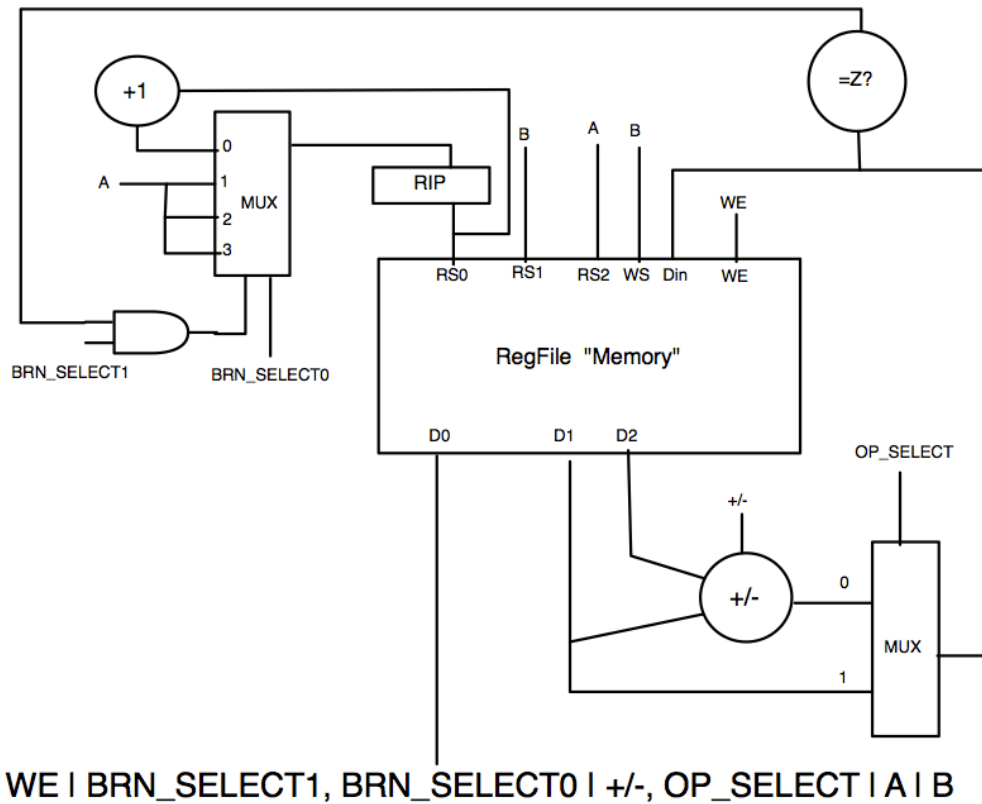 =Z?
+1
0
A
1
MUX
2
3
RIP
B
A
B
WE
RS0
RS1
RS2
WS
Din
WE
BRN_SELECT1
BRN_SELECT0
RegFile "Memory"
D0
D1
D2
OP_SELECT
+/-
+/-
0
MUX
1
WE | BRN_SELECT1, BRN_SELECT0 | +/-, OP_SELECT | A | B